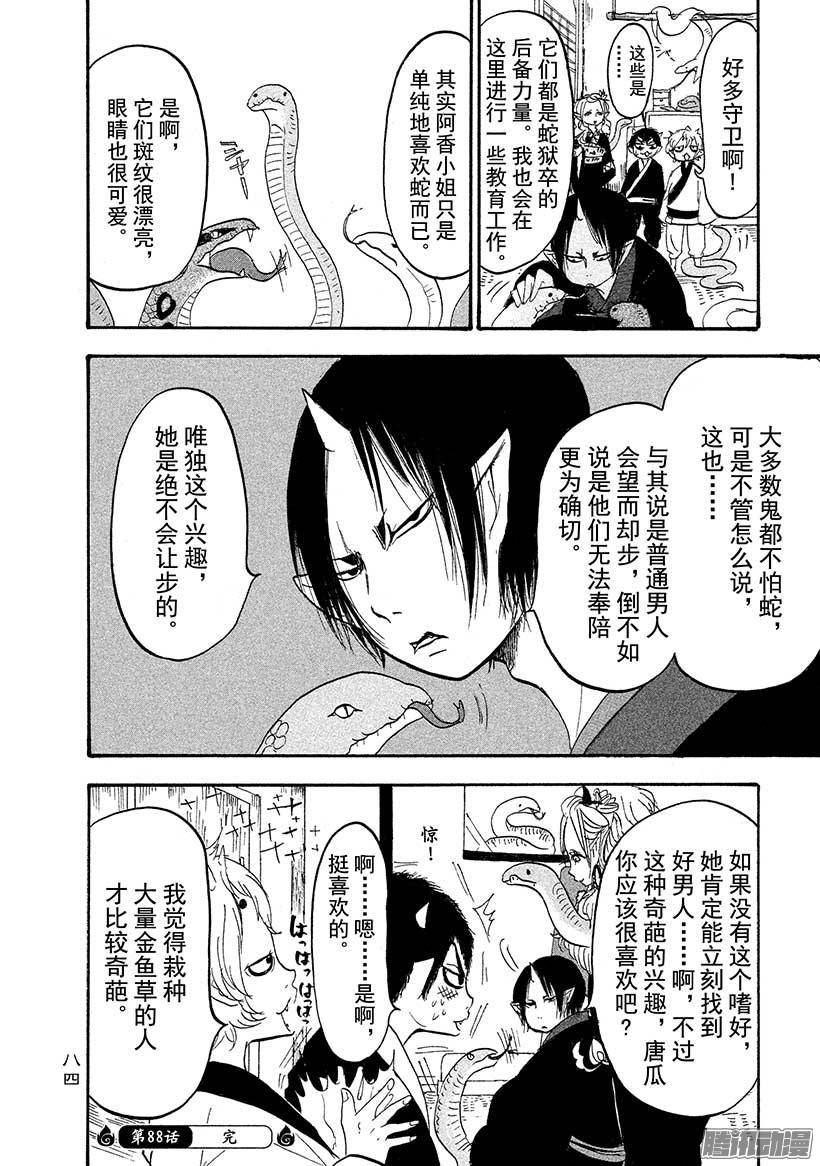 好多守卫啊！
这些是
……
它们都是蛇狱卒的
后备力量。我也会在
这里进行一些教育工作。
其实阿香小姐只是
单纯地喜欢蛇而已。
是啊，
它们斑纹很漂亮，
眼睛也很可爱。
大多数鬼都不怕蛇，
可是不管怎么说，
这也……
与其说是普通男人
会望而却步，倒不如
说是他们无法奉陪
更为确切。
唯独这个兴趣，
她是绝不会让步的。
如果没有这个嗜好，
她肯定能立刻找到
好男人……啊，不过
这种奇葩的兴趣，唐瓜
你应该很喜欢吧？
惊！
啊……嗯……是啊，
挺喜欢的。
はっはっはっはっ
我觉得栽种
大量金鱼草的人
才比较奇葩。
八四
第88话 完
腾讯动漫